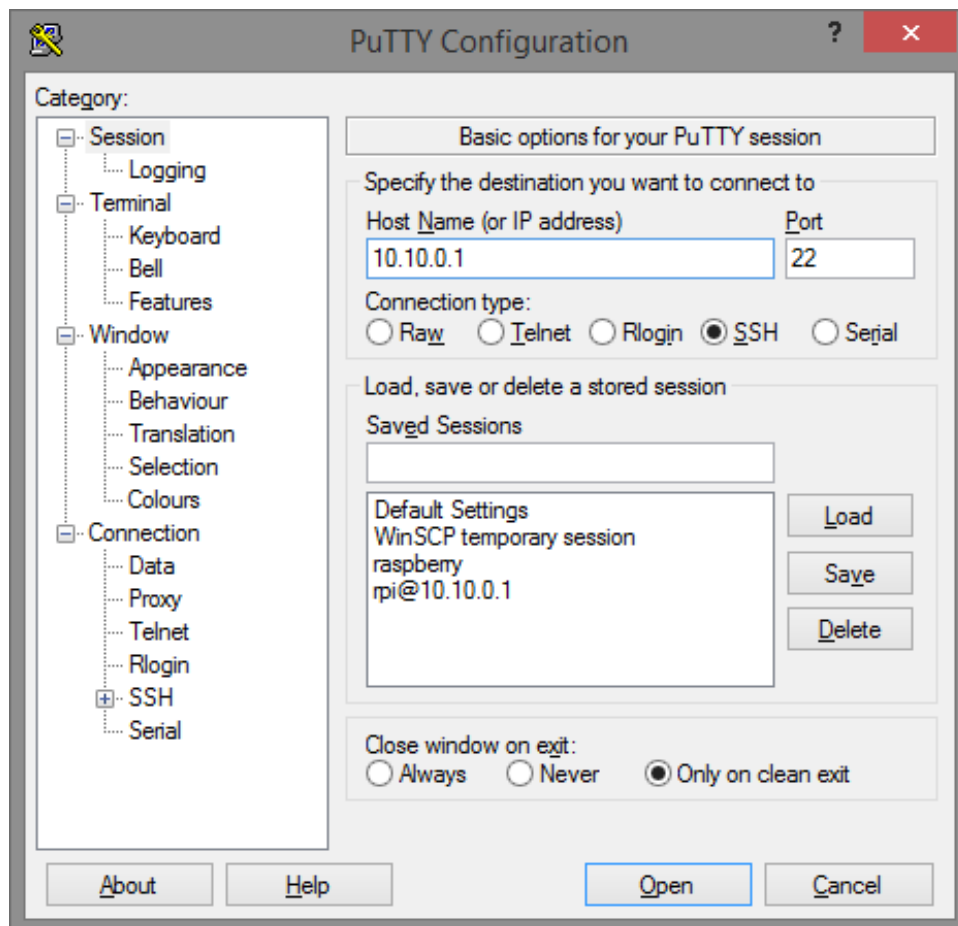 PuTTY Configuration
?
×
Category:
Session
Logging
Terminal
Keyboard
Bell
Features
Window
Appearance
Behaviour
Translation
Selection
Colours
Connection
Data
Proxy
Telnet
Rlogin
SSH
Serial
Basic options for your PuTTY session
Specify the destination you want to connect to
Host Name (or IP address) Port
10.10.0.1 22
Connection type:
Raw Telnet Rlogin SSH Serial
Load, save or delete a stored session
Saved Sessions
Default Settings
WinSCP temporary session
raspberry
rpi@10.10.0.1
Load
Save
Delete
Close window on exit:
Always Never Only on clean exit
About Help Open Cancel